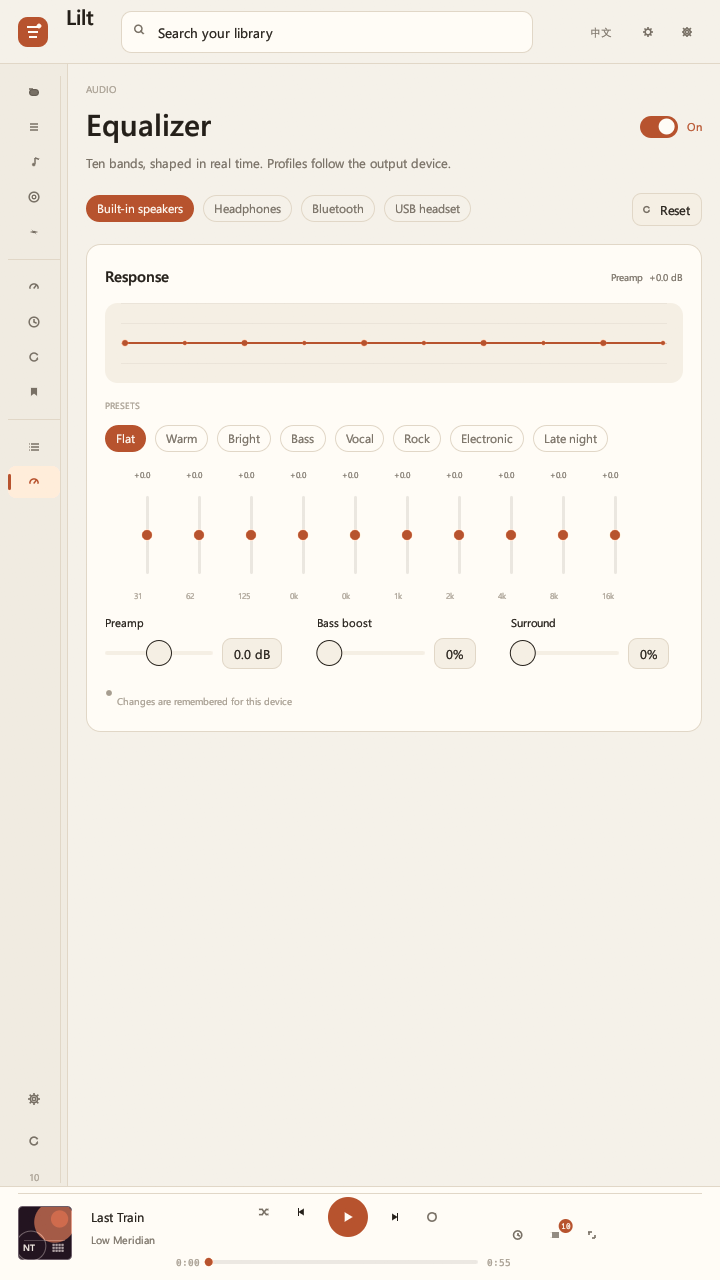 Lilt
Search your library
中文
AUDIO
Equalizer
On
Ten bands, shaped in real time. Profiles follow the output device.
Built-in speakers Headphones Bluetooth USB headset Reset
Response
Preamp +0.0 dB
PRESETS
Flat Warm Bright Bass Vocal Rock Electronic Late night
+0.0 +0.0 +0.0 +0.0 +0.0 +0.0 +0.0 +0.0 +0.0 +0.0
31 62 125 0k 0k 1k 2k 4k 8k 16k
Preamp Bass boost Surround
0.0 dB 0% 0%
Changes are remembered for this device
10
Last Train
Low Meridian
NT
10
0:00 0:55